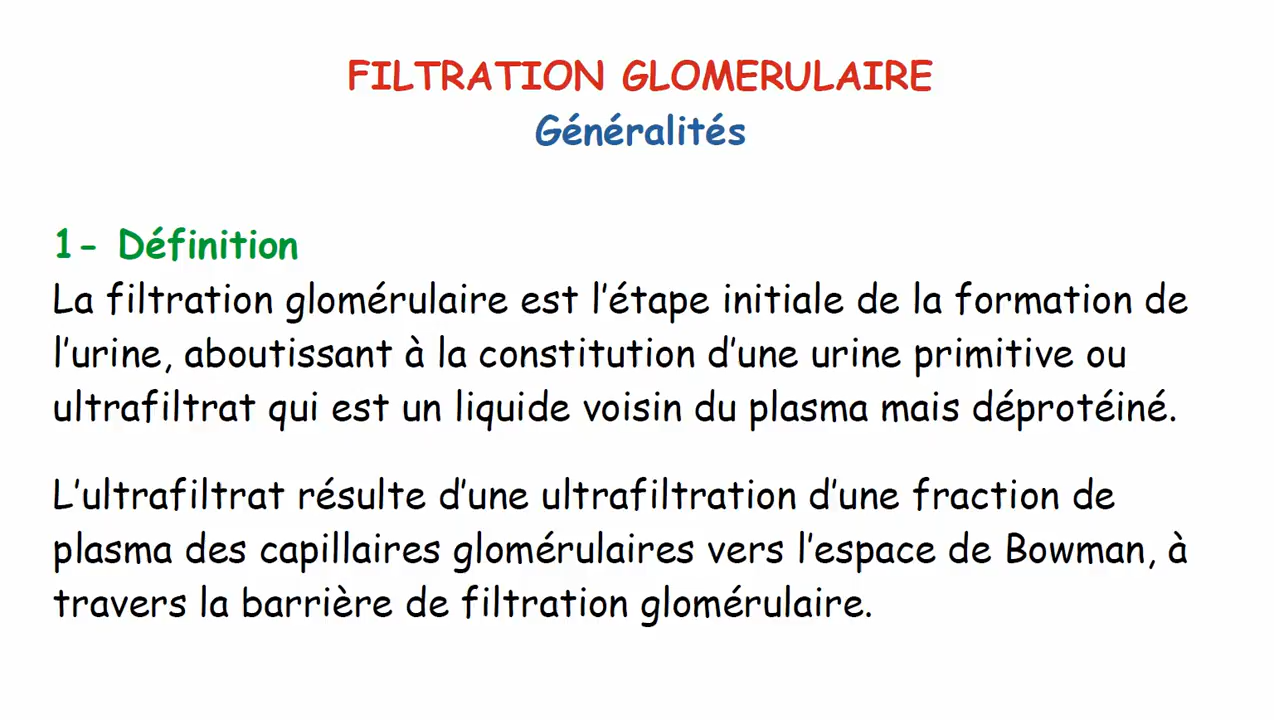 FILTRATION GLOMERULAIRE
Généralités
1- Définition
La filtration glomérulaire est l'étape initiale de la formation de
l'urine, aboutissant à la constitution d'une urine primitive ou
ultrafiltrat qui est un liquide voisin du plasma mais déprotéiné.
L'ultrafiltrat résulte d'une ultrafiltration d'une fraction de
plasma des capillaires glomérulaires vers l'espace de Bowman, à
travers la barrière de filtration glomérulaire.